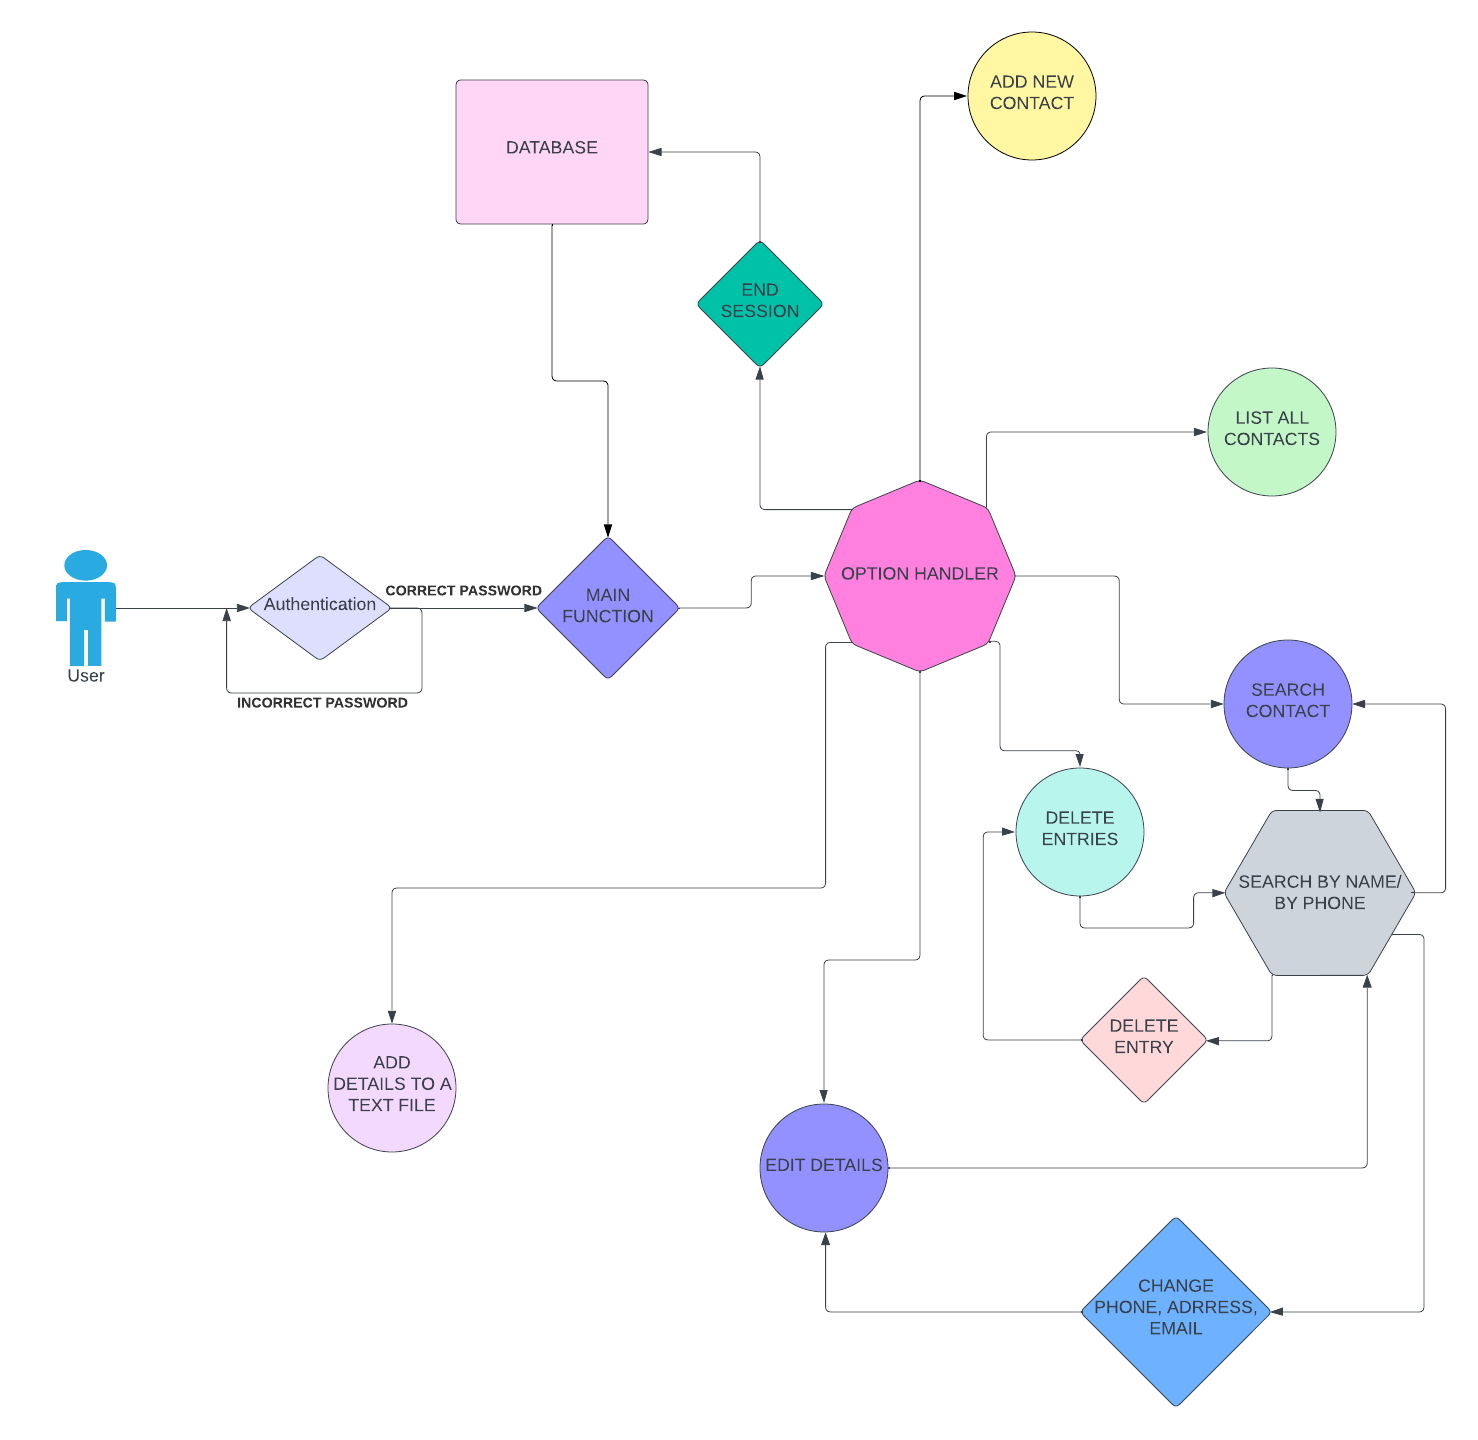 ADD NEW
CONTACT
DATABASE
END
SESSION
LIST ALL
CONTACTS
OPTION HANDLER
CORRECT PASSWORD
Authentication
MAIN
FUNCTION
User
INCORRECT PASSWORD
SEARCH
CONTACT
DELETE
ENTRIES
SEARCH BY NAME/
BY PHONE
DELETE
ENTRY
ADD
DETAILS TO A
TEXT FILE
EDIT DETAILS
CHANGE
PHONE, ADRRESS,
EMAIL